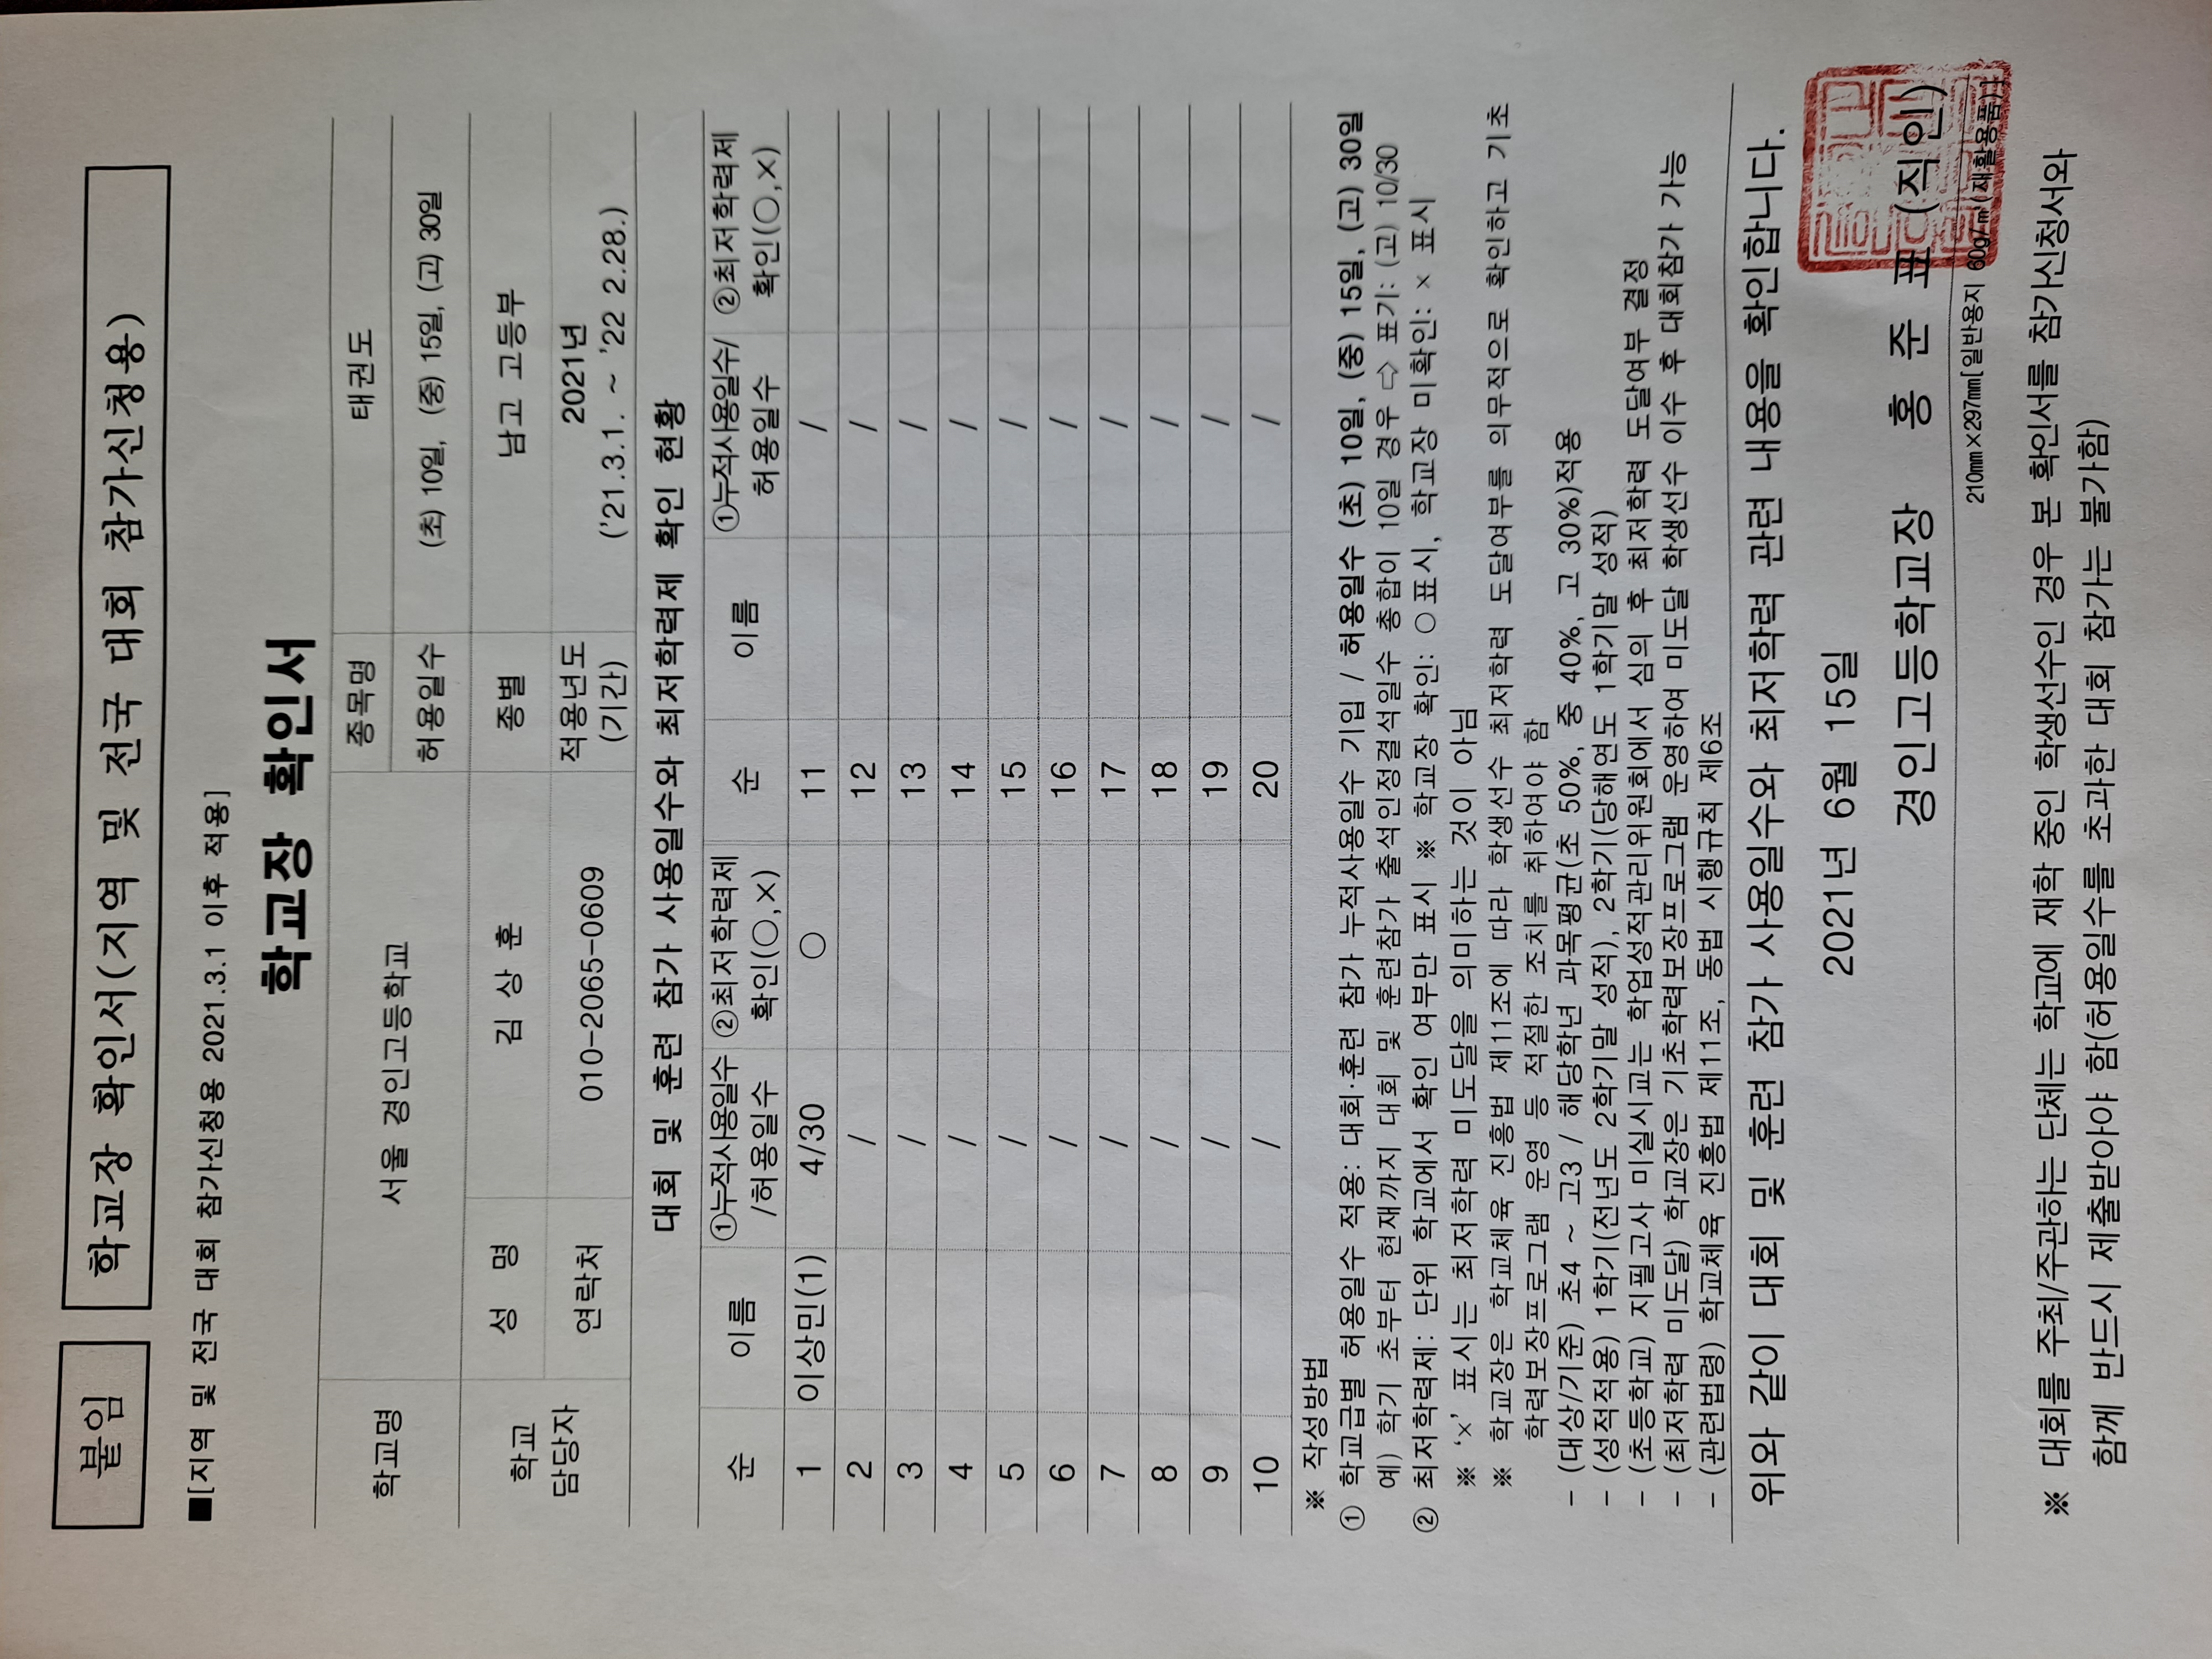 붙임
학교장 확인서(지역 및 전국 대회 참가신청용)
■[지역 및 전국 대회 참가신청용 2021.3.1 이후 적용]
학교장 확인서
학교명 서울 경인고등학교 종목명 태권도
허용일수 (초) 10일, (중) 15일, (고) 30일
학교 담당자 성 명 김 상 훈 종별 남고 고등부
연락처 010-2065-0609 적용년도 (기간) 2021년
('21.3.1. ~ '22 2.28.)
대회 및 훈련 참가 사용일수와 최저학력제 확인 현황
순 이름 ①누적사용일수 /허용일수 ②최저학력제 확인(○,×) 순 이름 ①누적사용일수/ 허용일수 ②최저학력제 확인(○,×)
1 이상민(1) 4/30 ○ 11 /
2 / 12 /
3 / 13 /
4 / 14 /
5 / 15 /
6 / 16 /
7 / 17 /
8 / 18 /
9 / 19 /
10 / 20 /
※ 작성방법
① 학교급별 허용일수 적용: 대회·훈련 참가 누적사용일수 기입 / 허용일수 (초) 10일, (중) 15일, (고) 30일
예) 학기 초부터 현재까지 대회 및 훈련참가 출석인정결석일수 총합이 10일 경우 ⇨ 표기: (고) 10/30
② 최저학력제: 단위 학교에서 확인 여부만 표시 ※ 학교장 확인: ○표시, 학교장 미확인: × 표시
※ '×' 표시는 최저학력 미도달을 의미하는 것이 아님
※ 학교장은 학교체육 진흥법 제11조에 따라 학생선수 최저학력 도달여부를 의무적으로 확인하고 기초
학력보장프로그램 운영 등 적절한 조치를 취하여야 함
- (대상/기준) 초4 ~ 고3 / 해당학년 과목평균(초 50%, 중 40%, 고 30%)적용
- (성적적용) 1학기(전년도 2학기말 성적), 2학기(당해연도 1학기말 성적)
- (초등학교) 지필고사 미실시교는 학업성적관리위원회에서 심의 후 최저학력 도달여부 결정
- (최저학력 미도달) 학교장은 기초학력보장프로그램 운영하여 미도달 학생선수 이수 후 대회참가 가능
- (관련법령) 학교체육 진흥법 제11조, 동법 시행규칙 제6조
위와 같이 대회 및 훈련 참가 사용일수와 최저학력 관련 내용을 확인합니다.
2021년 6월 15일
경인고등학교장 홍 준 표 (직인)
210mm×297mm[일반용지 60g/㎡(재활용품)]
※ 대회를 주최/주관하는 단체는 학교에 재학 중인 학생선수인 경우 본 확인서를 참가신청서와
함께 반드시 제출받아야 함(허용일수를 초과한 대회 참가는 불가함)